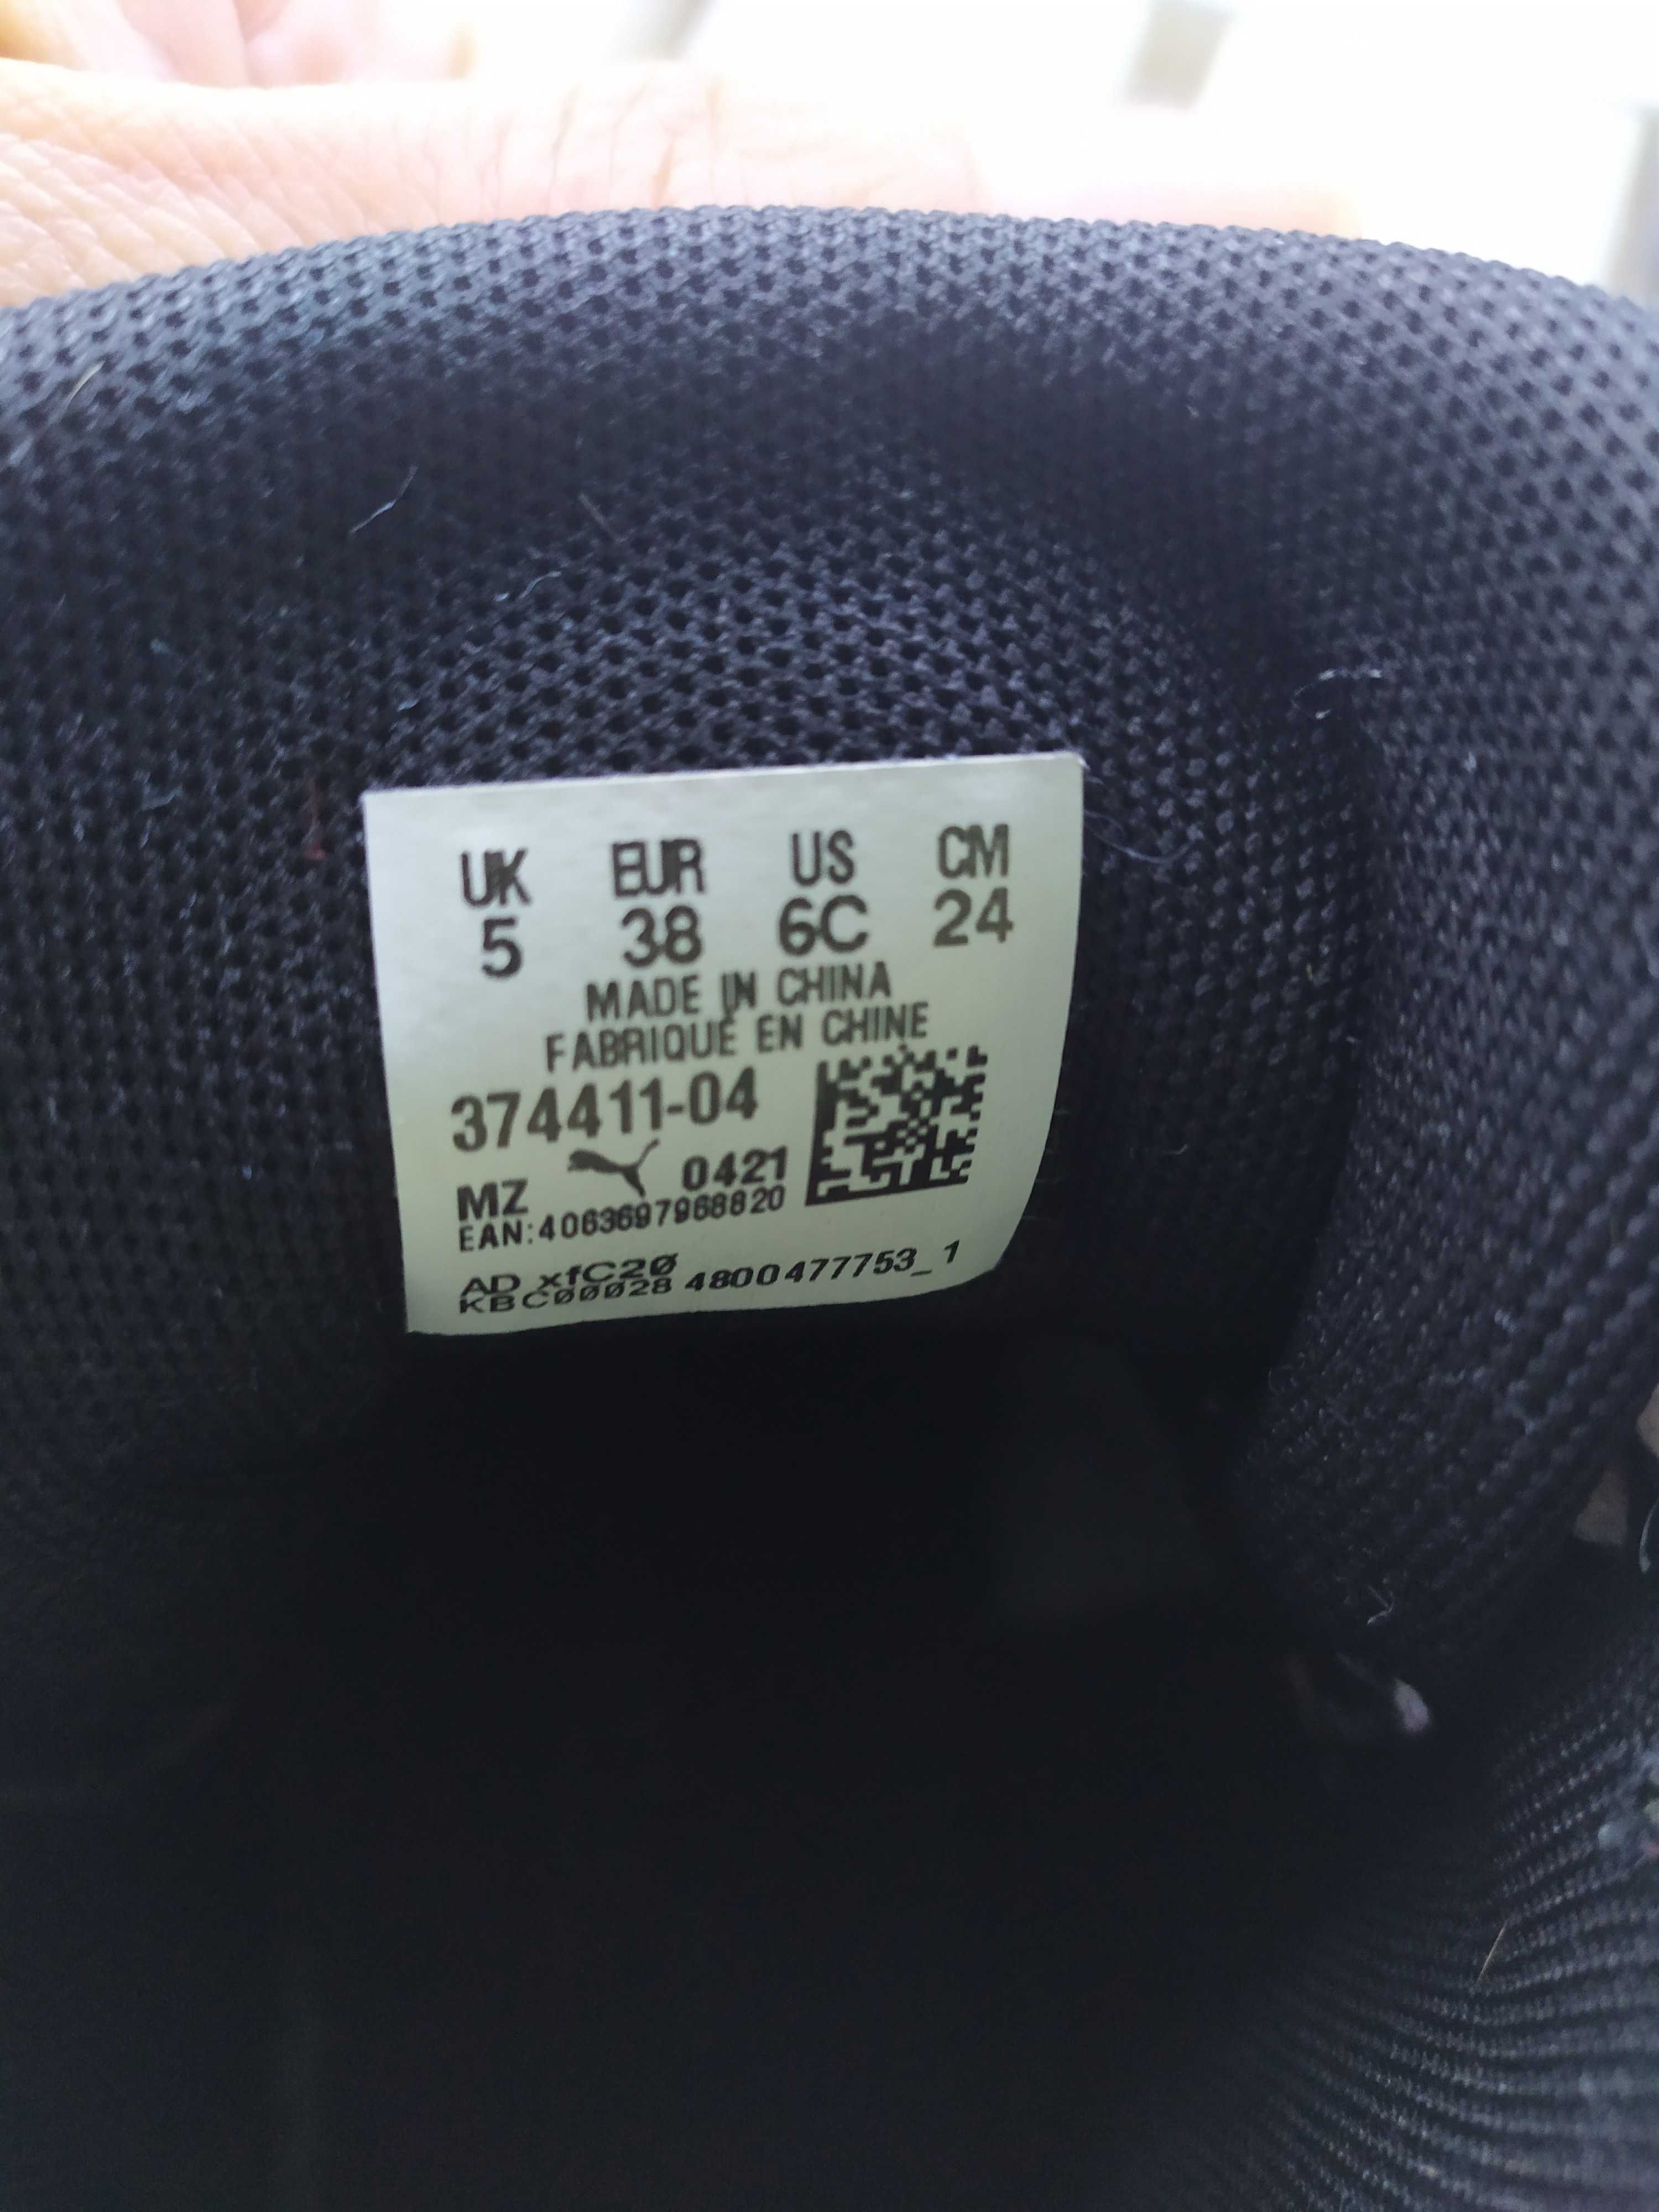 UK EUR US CM
5 38 6C 24
MADE IN CHINA
FABRIQUÉ EN CHINE
374411-04
MZ 0421
EAN:4063697968820
AD xfC20
KBC00028 4800477753_1